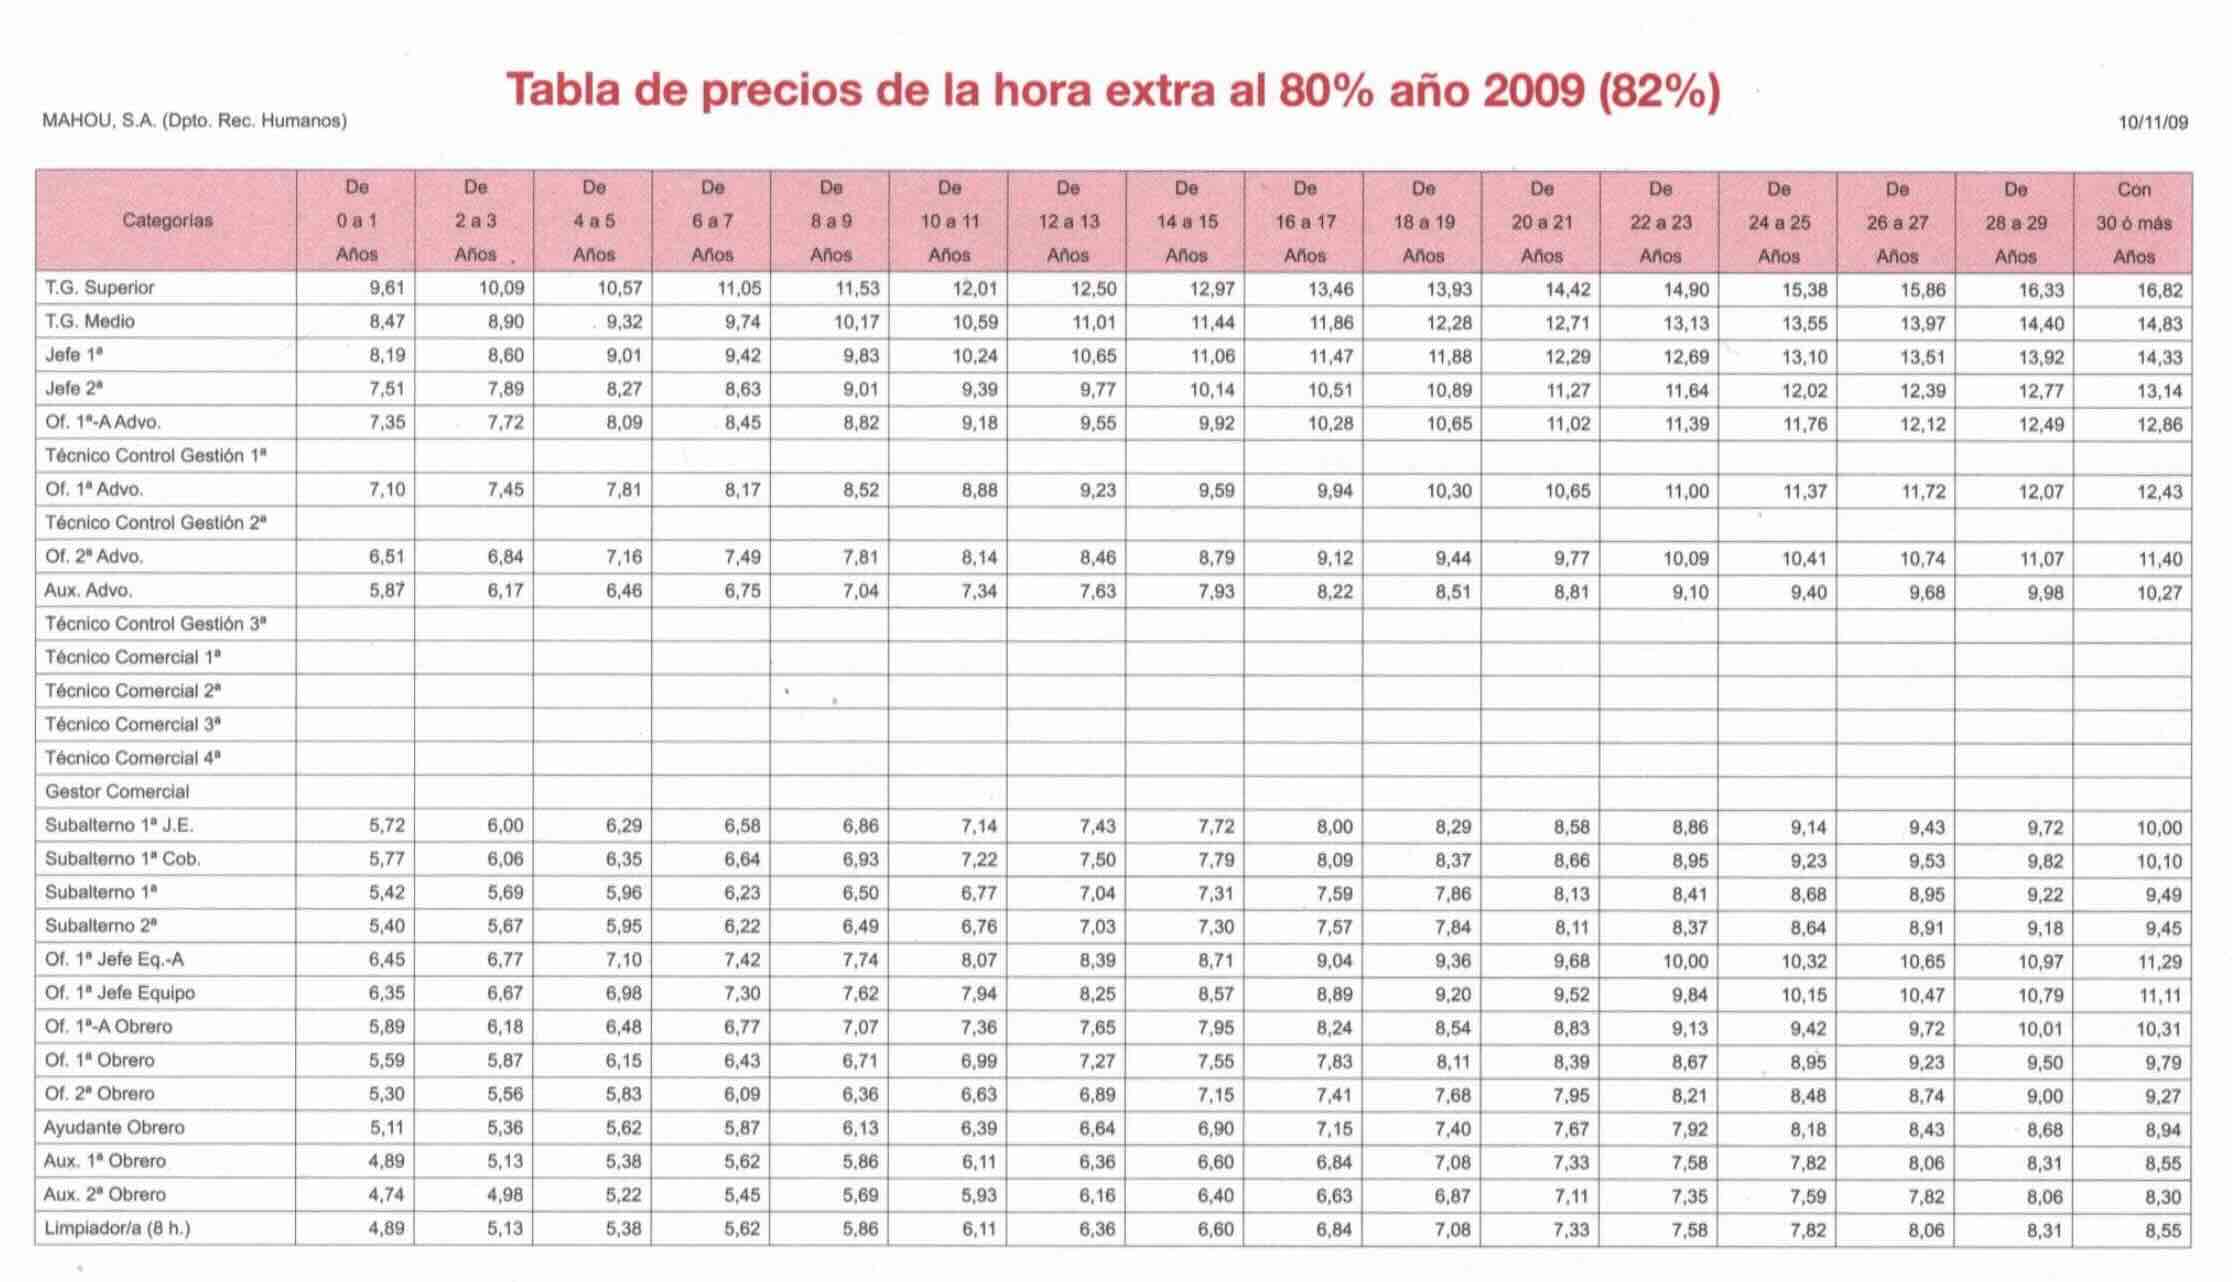 Tabla de precios de la hora extra al 80% año 2009 (82%)
MAHOU, S.A. (Dpto. Rec. Humanos) 10/11/09
Categorías De 0 a 1 Años De 2 a 3 Años De 4 a 5 Años De 6 a 7 Años De 8 a 9 Años De 10 a 11 Años De 12 a 13 Años De 14 a 15 Años De 16 a 17 Años De 18 a 19 Años De 20 a 21 Años De 22 a 23 Años De 24 a 25 Años De 26 a 27 Años De 28 a 29 Años Con 30 ó más Años
T.G. Superior 9,61 10,09 10,57 11,05 11,53 12,01 12,50 12,97 13,46 13,93 14,42 14,90 15,38 15,86 16,33 16,82
T.G. Medio 8,47 8,90 9,32 9,74 10,17 10,59 11,01 11,44 11,86 12,28 12,71 13,13 13,55 13,97 14,40 14,83
Jefe 1ª 8,19 8,60 9,01 9,42 9,83 10,24 10,65 11,06 11,47 11,88 12,29 12,69 13,10 13,51 13,92 14,33
Jefe 2ª 7,51 7,89 8,27 8,63 9,01 9,39 9,77 10,14 10,51 10,89 11,27 11,64 12,02 12,39 12,77 13,14
Of. 1ª-A Advo. 7,35 7,72 8,09 8,45 8,82 9,18 9,55 9,92 10,28 10,65 11,02 11,39 11,76 12,12 12,49 12,86
Técnico Control Gestión 1ª
Of. 1ª Advo. 7,10 7,45 7,81 8,17 8,52 8,88 9,23 9,59 9,94 10,30 10,65 11,00 11,37 11,72 12,07 12,43
Técnico Control Gestión 2ª
Of. 2ª Advo. 6,51 6,84 7,16 7,49 7,81 8,14 8,46 8,79 9,12 9,44 9,77 10,09 10,41 10,74 11,07 11,40
Aux. Advo. 5,87 6,17 6,46 6,75 7,04 7,34 7,63 7,93 8,22 8,51 8,81 9,10 9,40 9,68 9,98 10,27
Técnico Control Gestión 3ª
Técnico Comercial 1ª
Técnico Comercial 2ª
Técnico Comercial 3ª
Técnico Comercial 4ª
Gestor Comercial
Subalterno 1ª J.E. 5,72 6,00 6,29 6,58 6,86 7,14 7,43 7,72 8,00 8,29 8,58 8,86 9,14 9,43 9,72 10,00
Subalterno 1ª Cob. 5,77 6,06 6,35 6,64 6,93 7,22 7,50 7,79 8,09 8,37 8,66 8,95 9,23 9,53 9,82 10,10
Subalterno 1ª 5,42 5,69 5,96 6,23 6,50 6,77 7,04 7,31 7,59 7,86 8,13 8,41 8,68 8,95 9,22 9,49
Subalterno 2ª 5,40 5,67 5,95 6,22 6,49 6,76 7,03 7,30 7,57 7,84 8,11 8,37 8,64 8,91 9,18 9,45
Of. 1ª Jefe Eq.-A 6,45 6,77 7,10 7,42 7,74 8,07 8,39 8,71 9,04 9,36 9,68 10,00 10,32 10,65 10,97 11,29
Of. 1ª Jefe Equipo 6,35 6,67 6,98 7,30 7,62 7,94 8,25 8,57 8,89 9,20 9,52 9,84 10,15 10,47 10,79 11,11
Of. 1ª-A Obrero 5,89 6,18 6,48 6,77 7,07 7,36 7,65 7,95 8,24 8,54 8,83 9,13 9,42 9,72 10,01 10,31
Of. 1ª Obrero 5,59 5,87 6,15 6,43 6,71 6,99 7,27 7,55 7,83 8,11 8,39 8,67 8,95 9,23 9,50 9,79
Of. 2ª Obrero 5,30 5,56 5,83 6,09 6,36 6,63 6,89 7,15 7,41 7,68 7,95 8,21 8,48 8,74 9,00 9,27
Ayudante Obrero 5,11 5,36 5,62 5,87 6,13 6,39 6,64 6,90 7,15 7,40 7,67 7,92 8,18 8,43 8,68 8,94
Aux. 1ª Obrero 4,89 5,13 5,38 5,62 5,86 6,11 6,36 6,60 6,84 7,08 7,33 7,58 7,82 8,06 8,31 8,55
Aux. 2ª Obrero 4,74 4,98 5,22 5,45 5,69 5,93 6,16 6,40 6,63 6,87 7,11 7,35 7,59 7,82 8,06 8,30
Limpiador/a (8 h.) 4,89 5,13 5,38 5,62 5,86 6,11 6,36 6,60 6,84 7,08 7,33 7,58 7,82 8,06 8,31 8,55